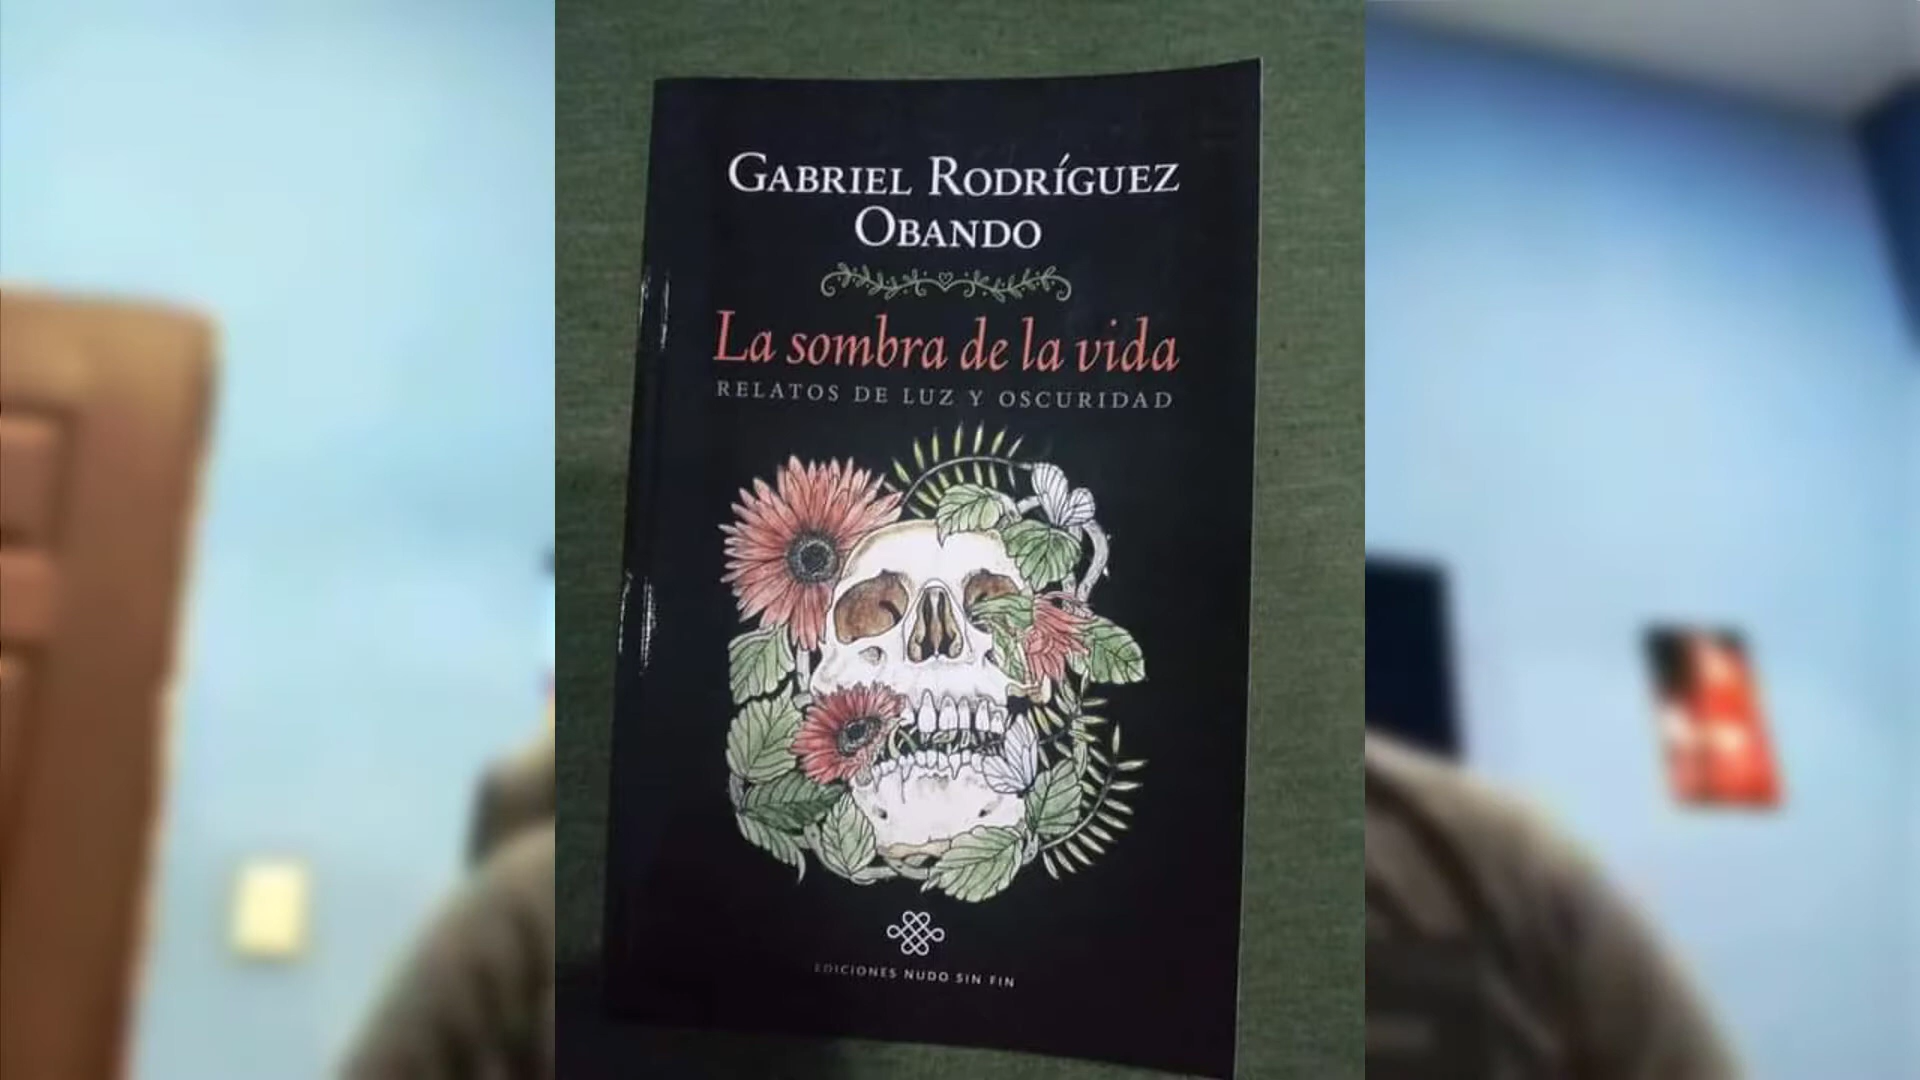 GABRIEL RODRÍGUEZ
OBANDO
La sombra de la vida
RELATOS DE LUZ Y OSCURIDAD
EDICIONES NUDO SIN FIN